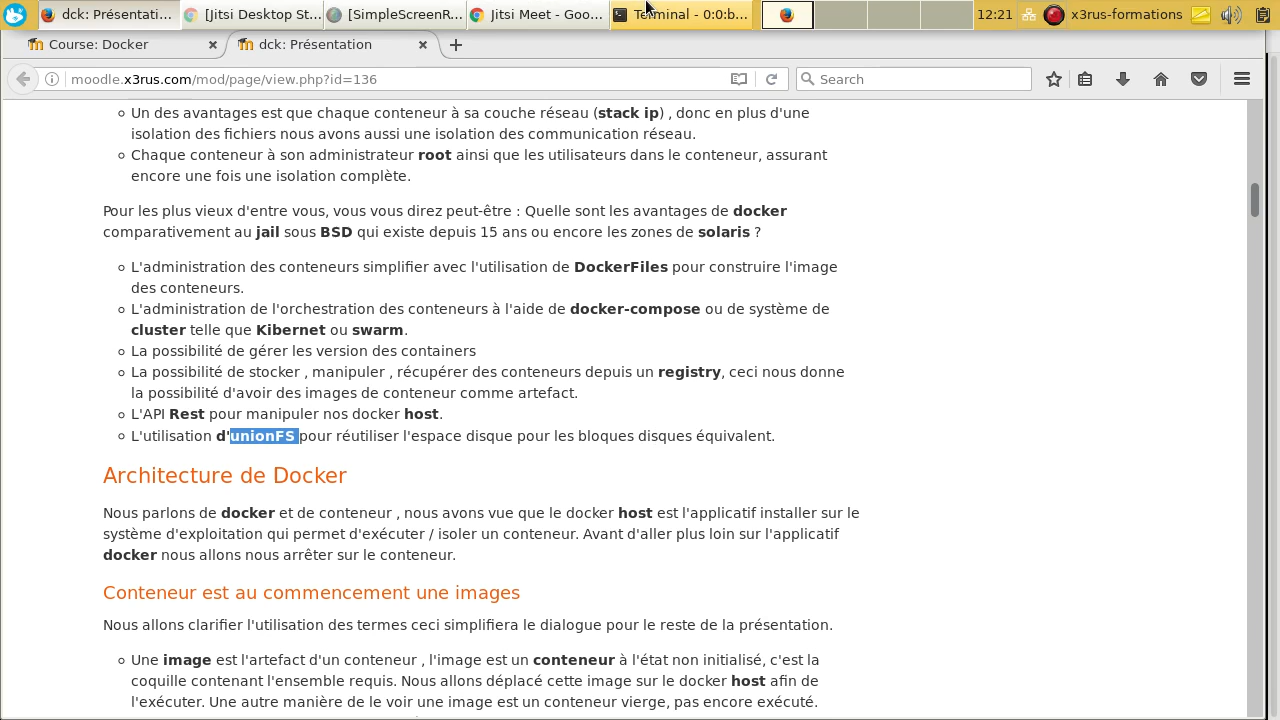 dck: Présentati...
[Jitsi Desktop St...
[SimpleScreenR...
Jitsi Meet - Goo...
Terminal - 0:0:b...
12:21
x3rus-formations
Course: Docker
dck: Présentation
moodle.x3rus.com/mod/page/view.php?id=136
Search
Un des avantages est que chaque conteneur à sa couche réseau (stack ip) , donc en plus d'une
isolation des fichiers nous avons aussi une isolation des communication réseau.
Chaque conteneur à son administrateur root ainsi que les utilisateurs dans le conteneur, assurant
encore une fois une isolation complète.
Pour les plus vieux d'entre vous, vous vous direz peut-être : Quelle sont les avantages de docker
comparativement au jail sous BSD qui existe depuis 15 ans ou encore les zones de solaris ?
L'administration des conteneurs simplifier avec l'utilisation de DockerFiles pour construire l'image
des conteneurs.
L'administration de l'orchestration des conteneurs à l'aide de docker-compose ou de système de
cluster telle que Kibernet ou swarm.
La possibilité de gérer les version des containers
La possibilité de stocker , manipuler , récupérer des conteneurs depuis un registry, ceci nous donne
la possibilité d'avoir des images de conteneur comme artefact.
L'API Rest pour manipuler nos docker host.
L'utilisation d'unionFS pour réutiliser l'espace disque pour les bloques disques équivalent.
Architecture de Docker
Nous parlons de docker et de conteneur , nous avons vue que le docker host est l'applicatif installer sur le
système d'exploitation qui permet d'exécuter / isoler un conteneur. Avant d'aller plus loin sur l'applicatif
docker nous allons nous arrêter sur le conteneur.
Conteneur est au commencement une images
Nous allons clarifier l'utilisation des termes ceci simplifiera le dialogue pour le reste de la présentation.
Une image est l'artefact d'un conteneur , l'image est un conteneur à l'état non initialisé, c'est la
coquille contenant l'ensemble requis. Nous allons déplacé cette image sur le docker host afin de
l'exécuter. Une autre manière de le voir une image est un conteneur vierge, pas encore exécuté.